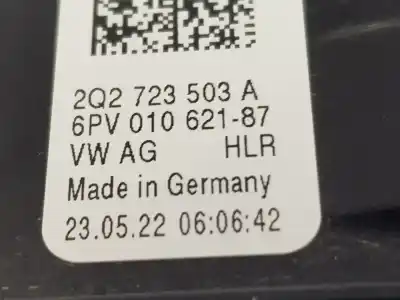 2Q2 723 503 A
6PV 010 621-87
VW AG HLR
Made in Germany
23.05.22 06:06:42